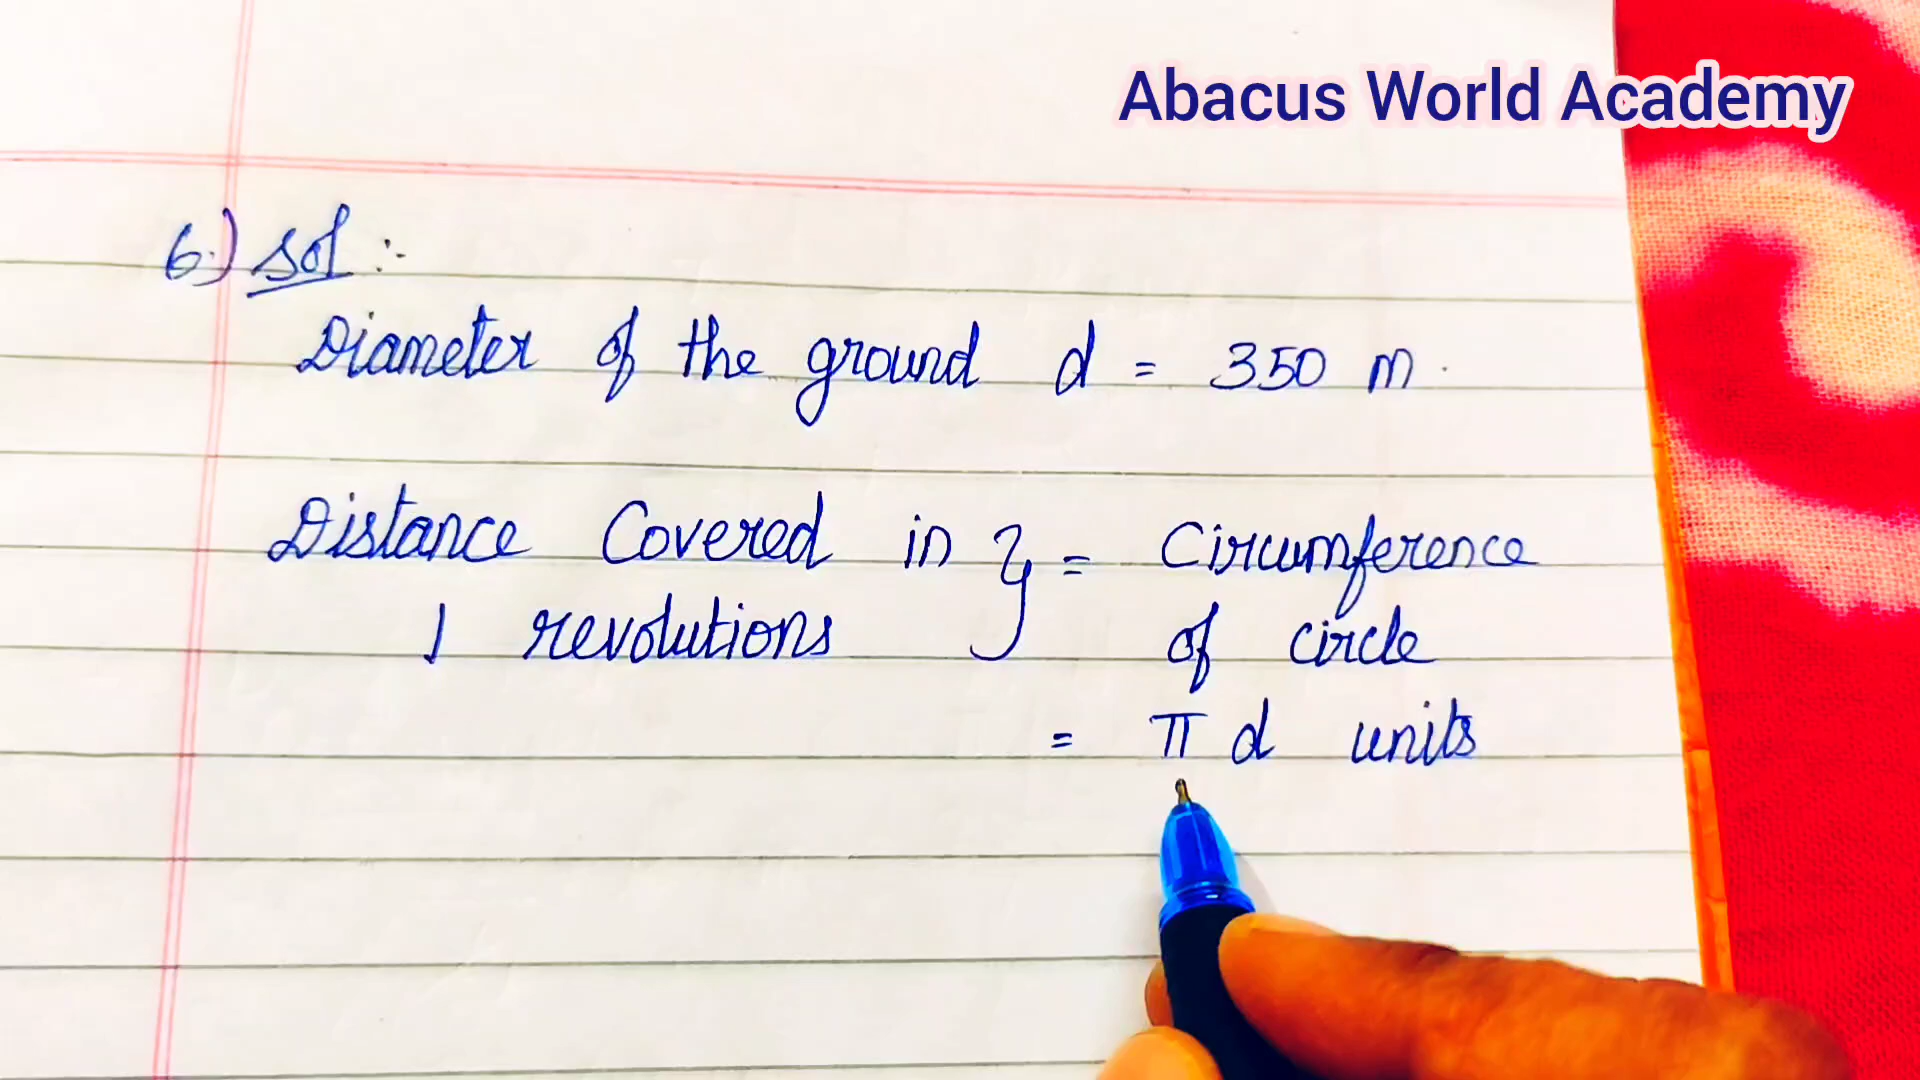 Abacus World Academy
6.) Sol :-
Diameter of the ground d = 350 m.
Distance Covered in } = Circumference
1 revolutions of circle
= π d units